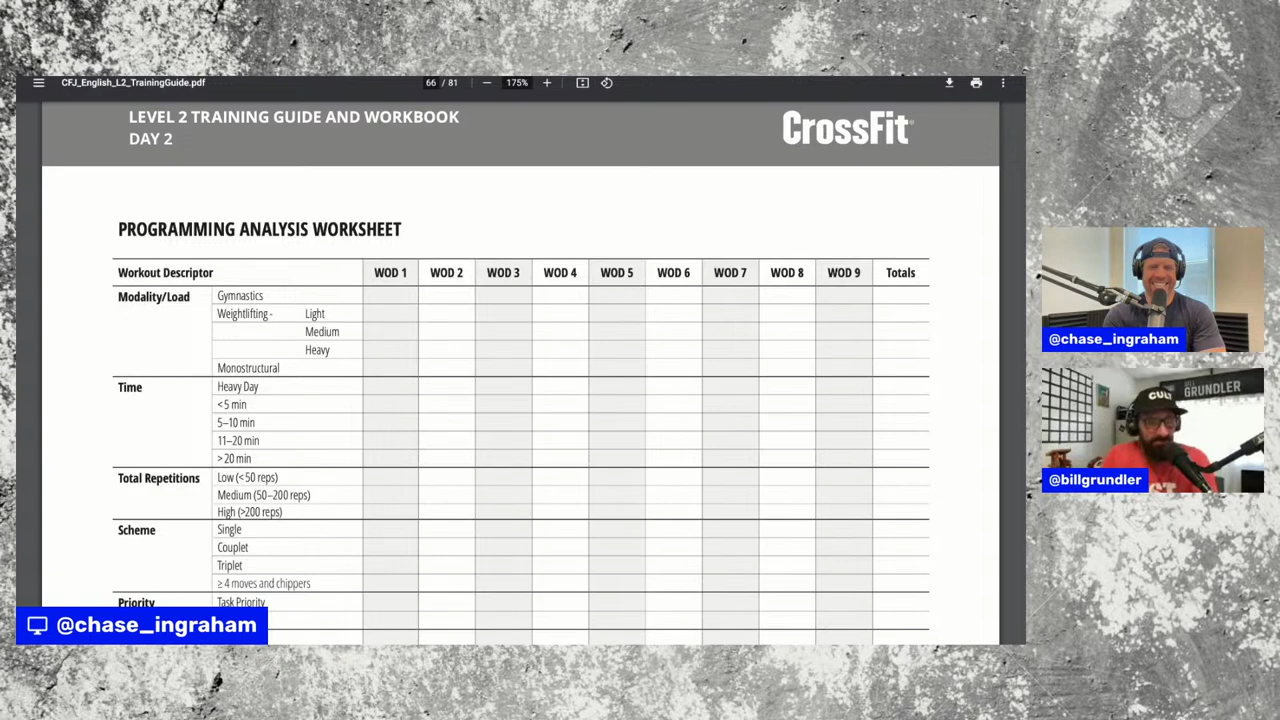 CFJ_English_L2_TrainingGuide.pdf 66 / 81 175%
LEVEL 2 TRAINING GUIDE AND WORKBOOK
DAY 2
CrossFit
PROGRAMMING ANALYSIS WORKSHEET
Workout Descriptor WOD 1 WOD 2 WOD 3 WOD 4 WOD 5 WOD 6 WOD 7 WOD 8 WOD 9 Totals
Modality/Load Gymnastics
Weightlifting - Light
Medium
Heavy
Monostructural
Time Heavy Day
< 5 min
5–10 min
11–20 min
> 20 min
Total Repetitions Low (< 50 reps)
Medium (50–200 reps)
High (>200 reps)
Scheme Single
Couplet
Triplet
≥ 4 moves and chippers
Priority Task Priority
@chase_ingraham
@chase_ingraham
BILL
GRUNDLER
CULT
@billgrundler